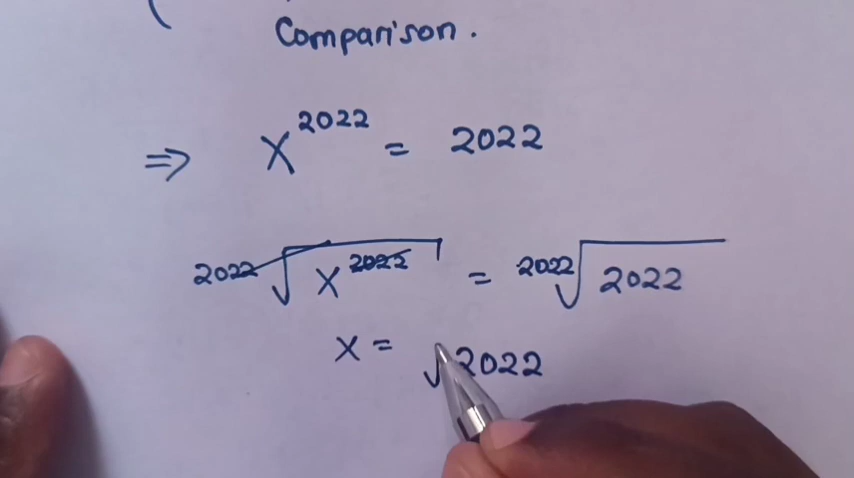 (
Comparison.
⇒ x^2022 = 2022
2022√x^2022 = 2022√2022
x = √2022